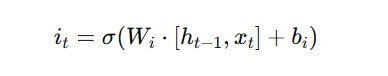 i_t = σ(W_i · [h_{t−1}, x_t] + b_i)